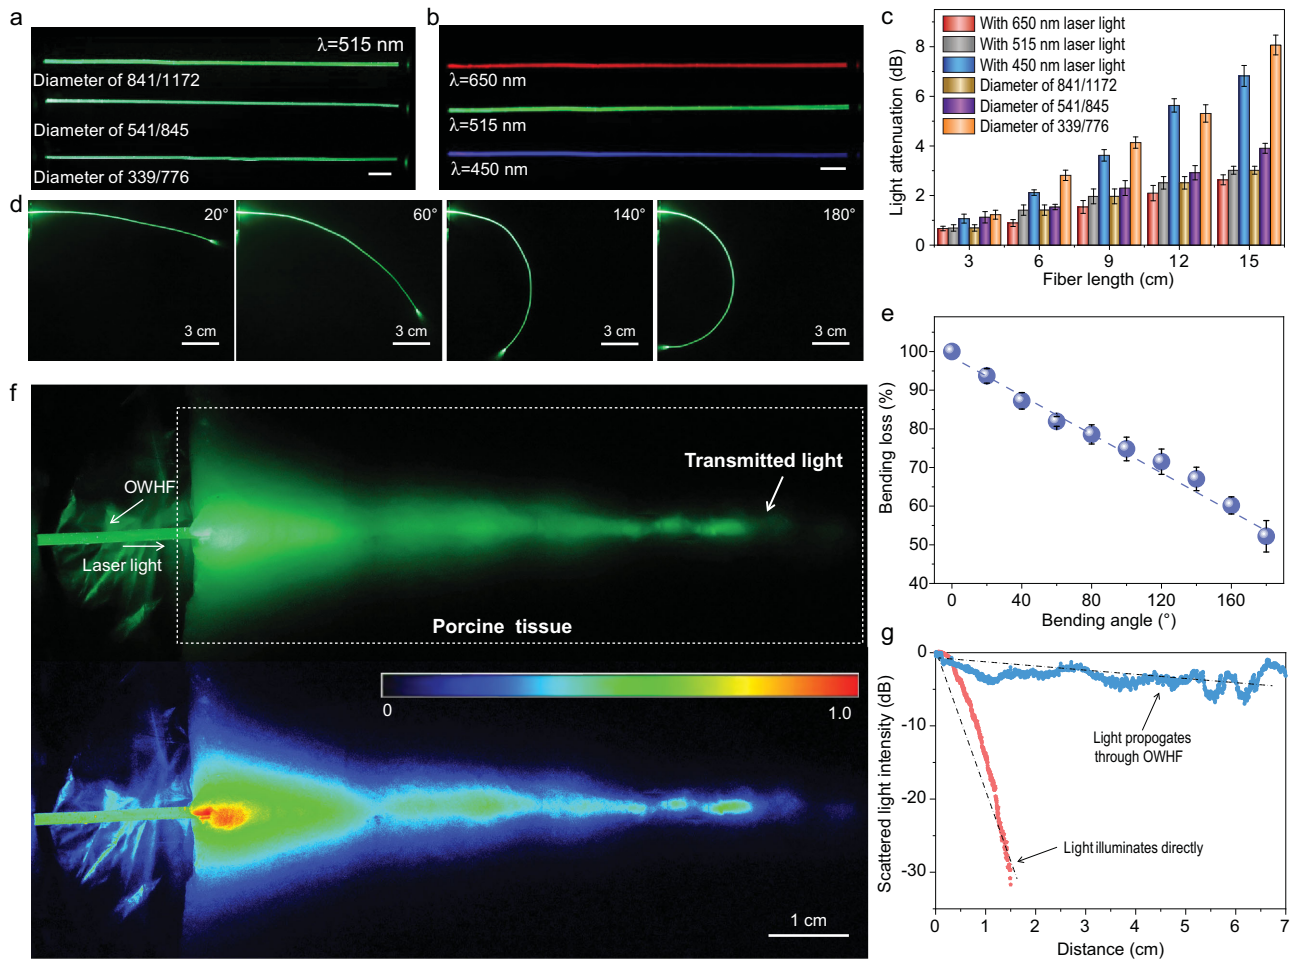 a
λ=515 nm
Diameter of 841/1172
Diameter of 541/845
Diameter of 339/776
b
λ=650 nm
λ=515 nm
λ=450 nm
c
Light attenuation (dB)
8
6
4
2
0
With 650 nm laser light
With 515 nm laser light
With 450 nm laser light
Diameter of 841/1172
Diameter of 541/845
Diameter of 339/776
3 6 9 12 15
Fiber length (cm)
d
20° 60° 140° 180°
3 cm 3 cm 3 cm 3 cm
e
Bending loss (%)
100
90
80
70
60
50
40
0 40 80 120 160
Bending angle (°)
f
OWHF
Laser light
Transmitted light
Porcine tissue
0 1.0
1 cm
g
Scattered light intensity (dB)
0
-10
-20
-30
Light propogates
through OWHF
Light illuminates directly
0 1 2 3 4 5 6 7
Distance (cm)